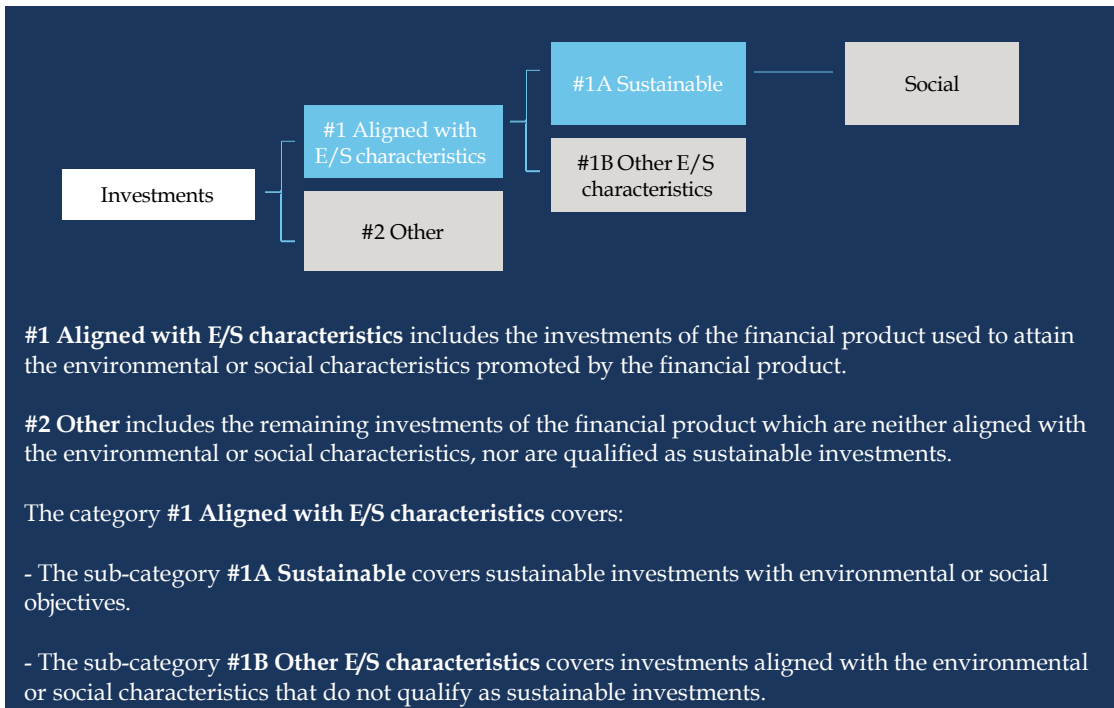 #1A Sustainable
Social
#1 Aligned with
E/S characteristics
#1B Other E/S
characteristics
Investments
#2 Other
#1 Aligned with E/S characteristics includes the investments of the financial product used to attain
the environmental or social characteristics promoted by the financial product.
#2 Other includes the remaining investments of the financial product which are neither aligned with
the environmental or social characteristics, nor are qualified as sustainable investments.
The category #1 Aligned with E/S characteristics covers:
- The sub-category #1A Sustainable covers sustainable investments with environmental or social
objectives.
- The sub-category #1B Other E/S characteristics covers investments aligned with the environmental
or social characteristics that do not qualify as sustainable investments.